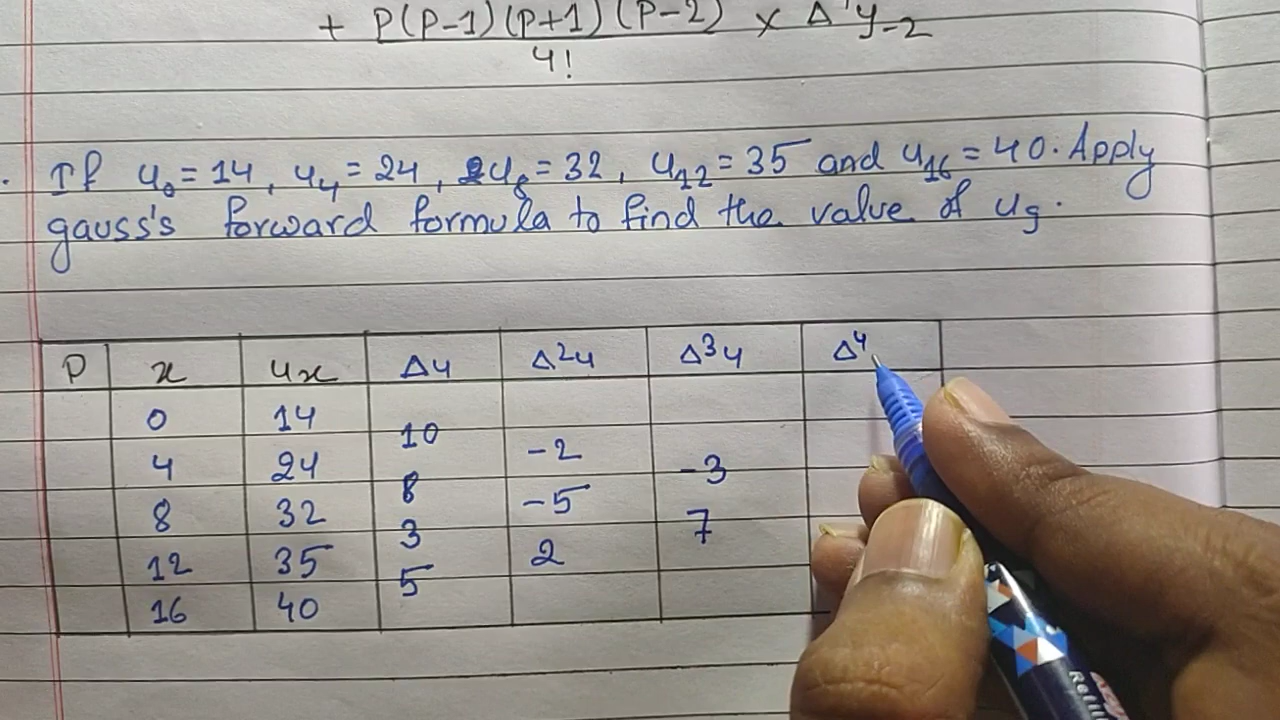 + P(P-1)(P+1)(P-2) × Δ⁴y₋₂
4!
If u₀ = 14, u₄ = 24, u₈ = 32, u₁₂ = 35 and u₁₆ = 40. Apply
gauss's forward formula to find the value of u₉.
P x ux Δu Δ²u Δ³u Δ⁴
0 14
10
4 24 -2
8 -3
8 32 -5
3 7
12 35 2
5
16 40